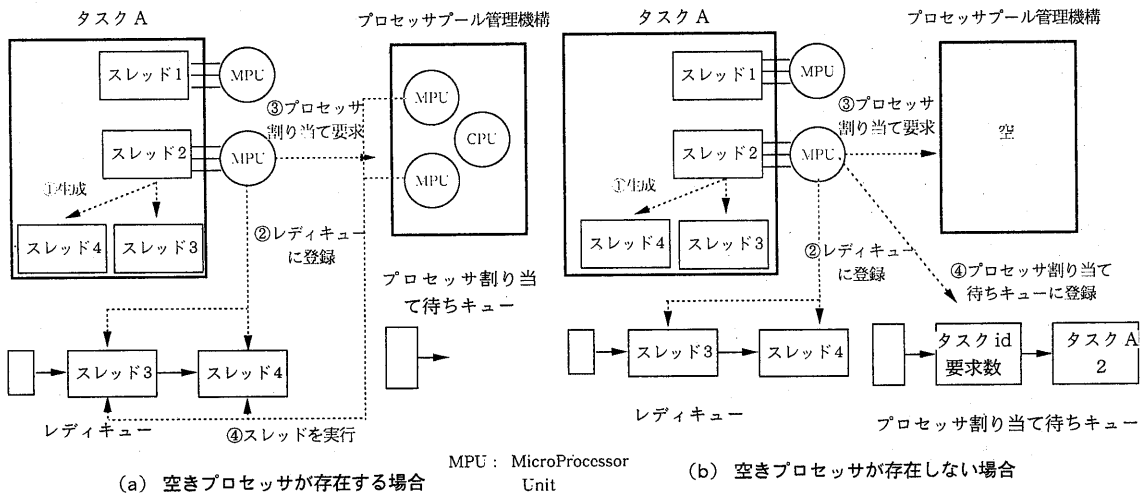 タスクA
プロセッサプール管理機構
スレッド1
MPU
スレッド2
MPU
①生成
スレッド4
スレッド3
③プロセッサ
割り当て要求
MPU
CPU
MPU
②レディキュー
に登録
プロセッサ割り当
て待ちキュー
スレッド3
スレッド4
レディキュー
④スレッドを実行
(a) 空きプロセッサが存在する場合
MPU : MicroProcessor
Unit
タスクA
プロセッサプール管理機構
スレッド1
MPU
スレッド2
MPU
①生成
スレッド4
スレッド3
③プロセッサ
割り当て要求
空
②レディキュー
に登録
④プロセッサ割り当て
待ちキューに登録
スレッド3
スレッド4
レディキュー
タスクid
要求数
タスクA
2
プロセッサ割り当て待ちキュー
(b) 空きプロセッサが存在しない場合